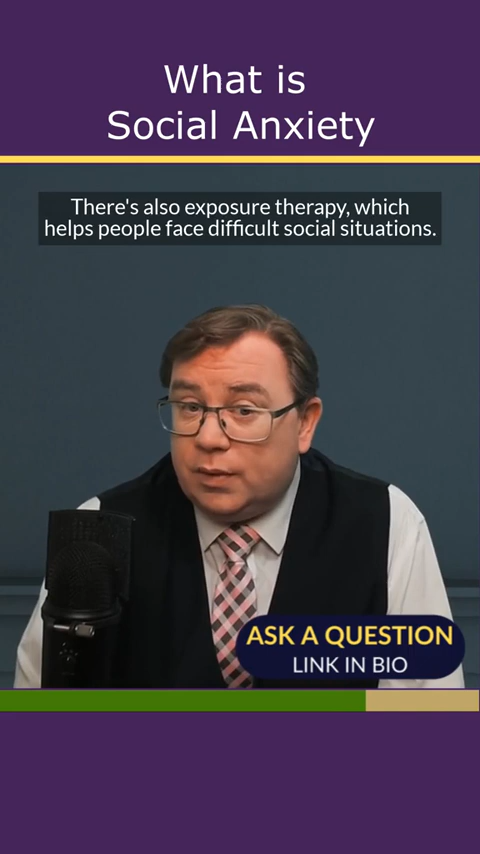 What is
Social Anxiety
There's also exposure therapy, which
helps people face difficult social situations.
ASK A QUESTION
LINK IN BIO